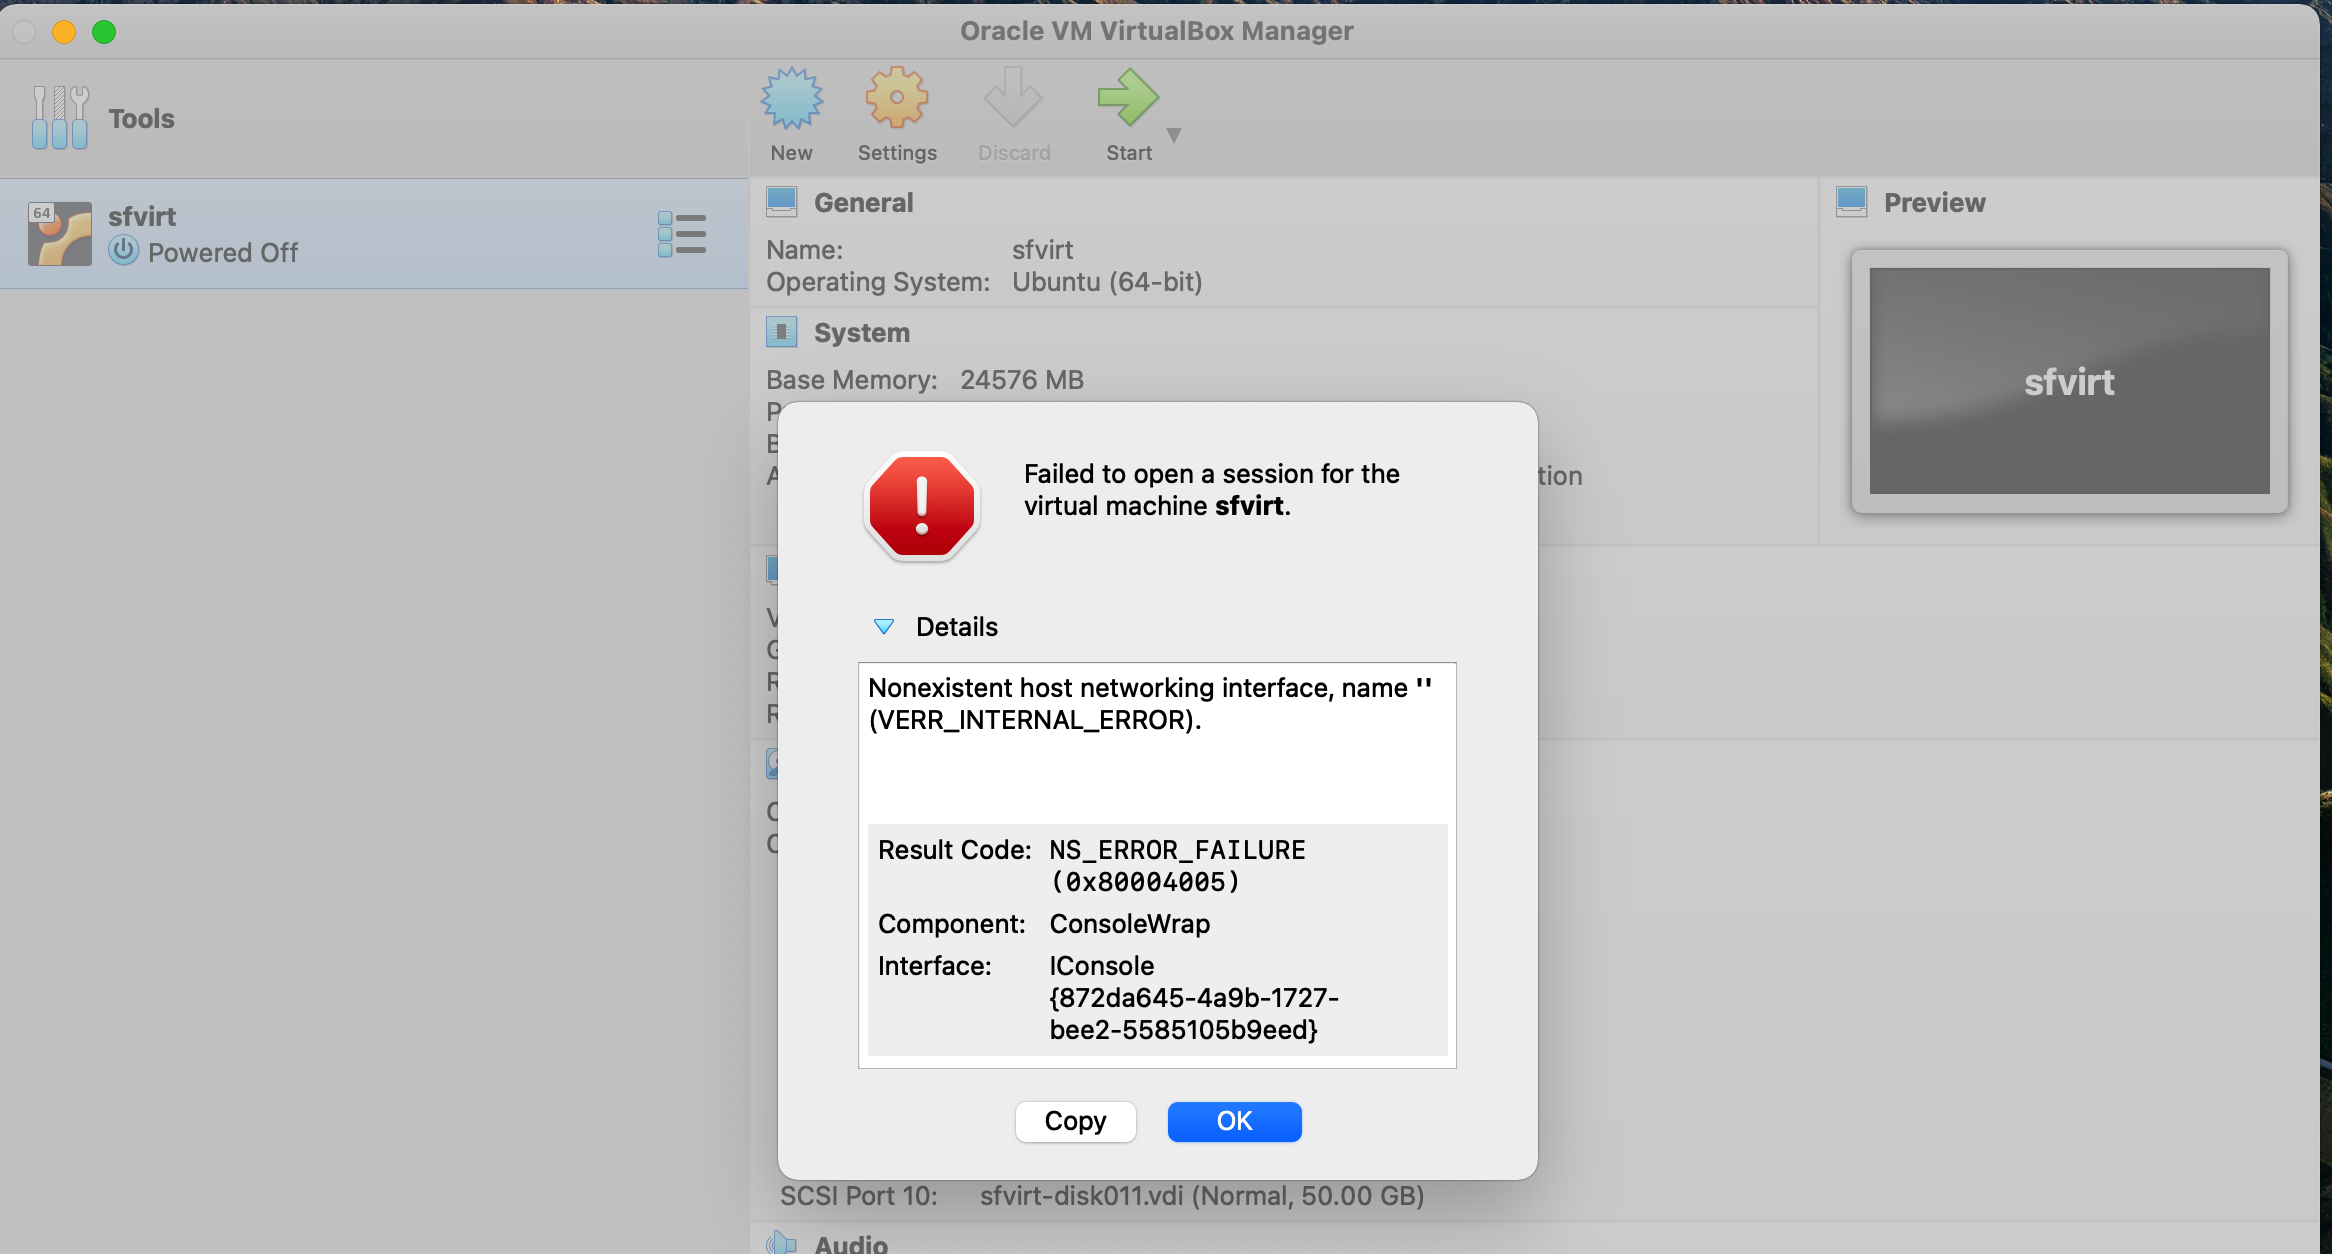 Oracle VM VirtualBox Manager
Tools
New
Settings
Discard
Start
64
sfvirt
Powered Off
General
Name: sfvirt
Operating System: Ubuntu (64-bit)
Preview
sfvirt
System
Base Memory: 24576 MB
P
B
A
tion
Failed to open a session for the
virtual machine sfvirt.
Details
Nonexistent host networking interface, name ''
(VERR_INTERNAL_ERROR).
Result Code: NS_ERROR_FAILURE
(0x80004005)
Component: ConsoleWrap
Interface: IConsole
{872da645-4a9b-1727-
bee2-5585105b9eed}
Copy
OK
V
G
R
R
C
C
SCSI Port 10: sfvirt-disk011.vdi (Normal, 50.00 GB)
Audio